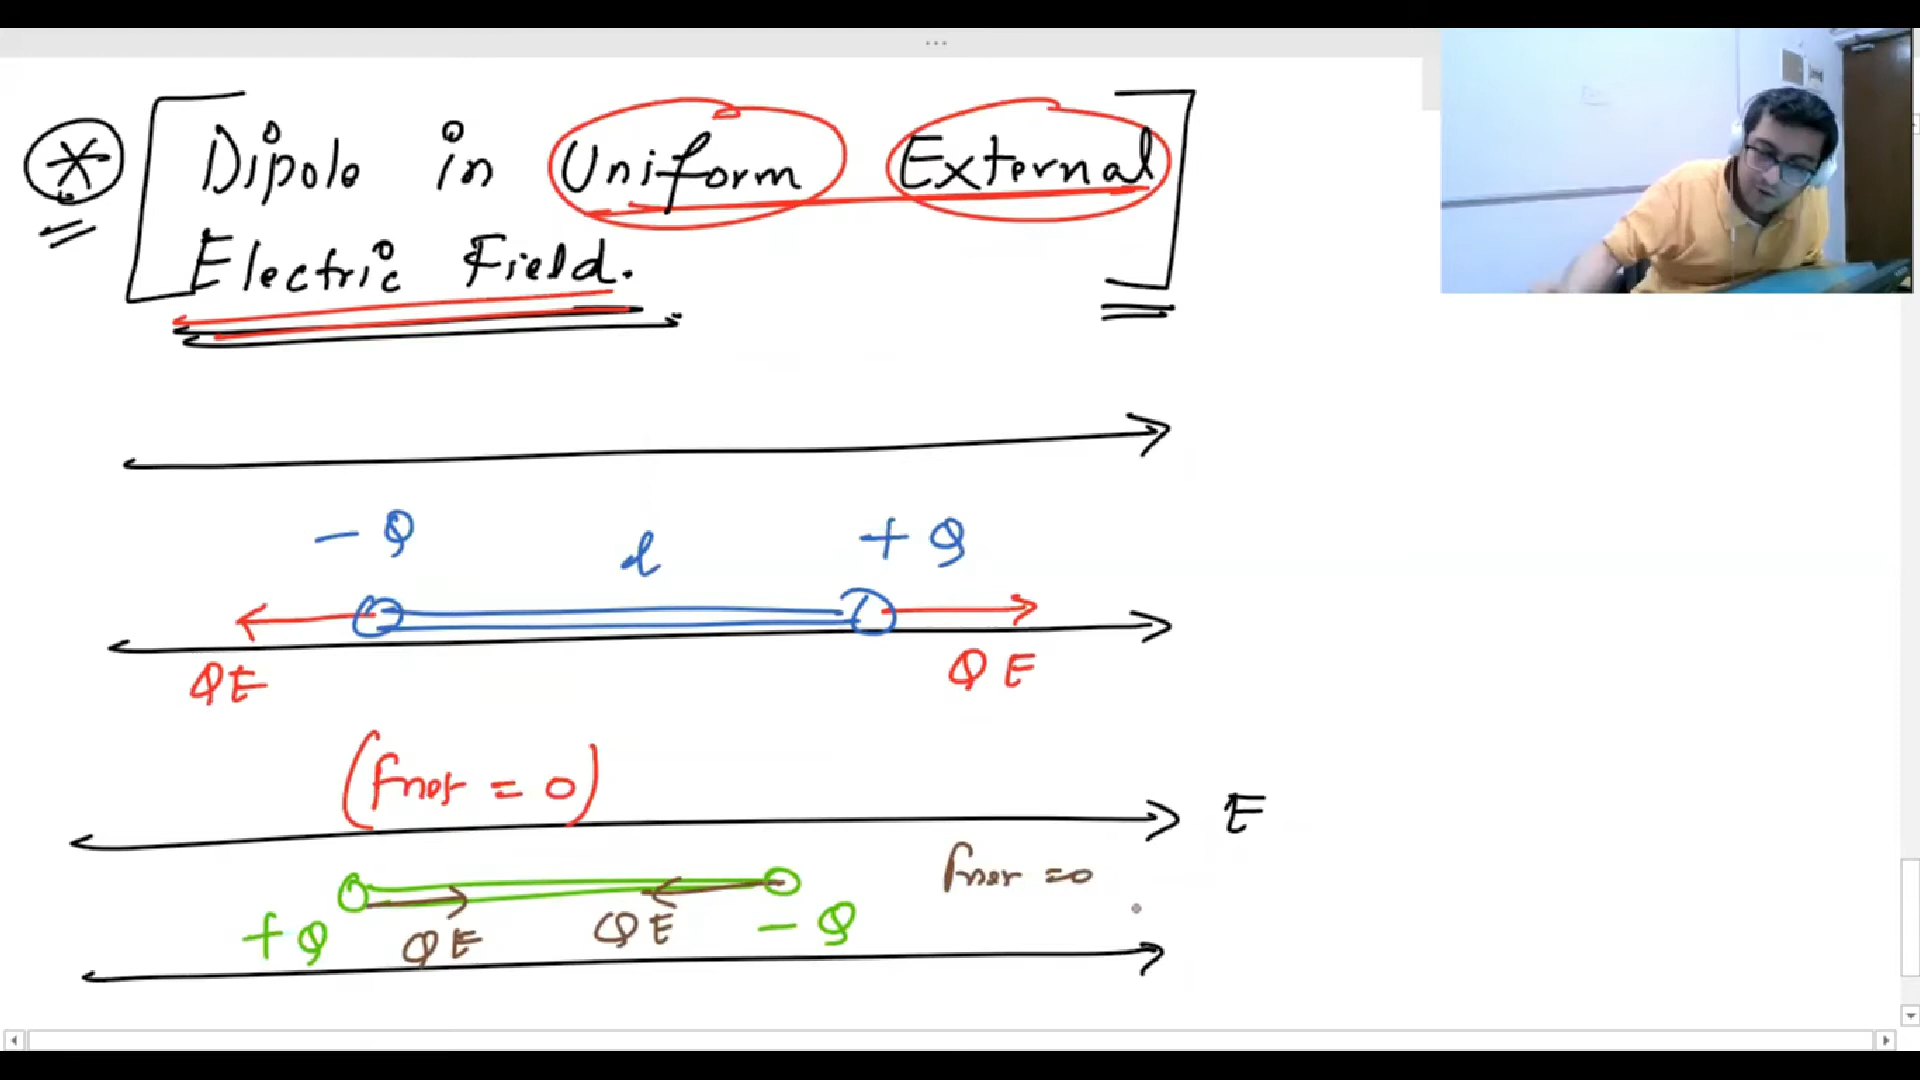 * Dipole in Uniform External
Electric Field.
- Q d + Q
QE QE
(Fnet = 0)
E
Fnet = 0
+ Q QE QE - Q